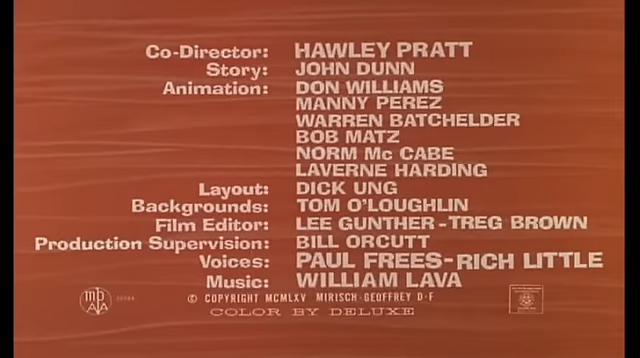 Co-Director: HAWLEY PRATT
Story: JOHN DUNN
Animation: DON WILLIAMS
MANNY PEREZ
WARREN BATCHELDER
BOB MATZ
NORM Mc CABE
LAVERNE HARDING
Layout: DICK UNG
Backgrounds: TOM O'LOUGHLIN
Film Editor: LEE GUNTHER-TREG BROWN
Production Supervision: BILL ORCUTT
Voices: PAUL FREES-RICH LITTLE
Music: WILLIAM LAVA
© COPYRIGHT MCMLXV MIRISCH-GEOFFREY D-F
COLOR BY DELUXE